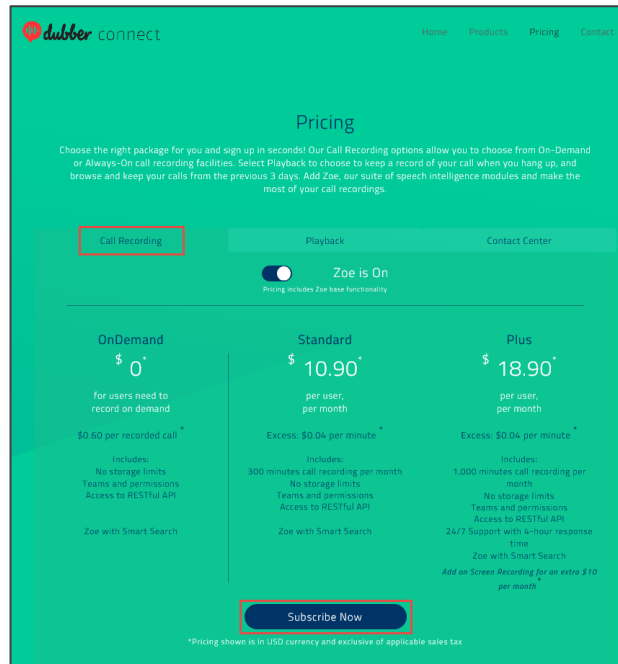 dubber connect
Home Products Pricing Contact
Pricing
Choose the right package for you and sign up in seconds! Our Call Recording options allow you to choose from On-Demand
or Always-On call recording facilities. Select Playback to choose to keep a record of your call when you hang up, and
browse and keep your calls from the previous 3 days. Add Zoe, our suite of speech intelligence modules and make the
most of your call recordings.
Call Recording Playback Contact Center
Zoe is On
Pricing includes Zoe base functionality
OnDemand
$ 0*
for users need to
record on demand
$0.60 per recorded call *
Includes:
No storage limits
Teams and permissions
Access to RESTful API
Zoe with Smart Search
Standard
$ 10.90*
per user,
per month
Excess: $0.04 per minute *
Includes:
300 minutes call recording per month
No storage limits
Teams and permissions
Access to RESTful API
Zoe with Smart Search
Plus
$ 18.90*
per user,
per month
Excess: $0.04 per minute *
Includes:
1,000 minutes call recording per
month
No storage limits
Teams and permissions
Access to RESTful API
24/7 Support with 4-hour response
time
Zoe with Smart Search
Add on Screen Recording for an extra $10
per month*
Subscribe Now
*Pricing shown is in USD currency and exclusive of applicable sales tax